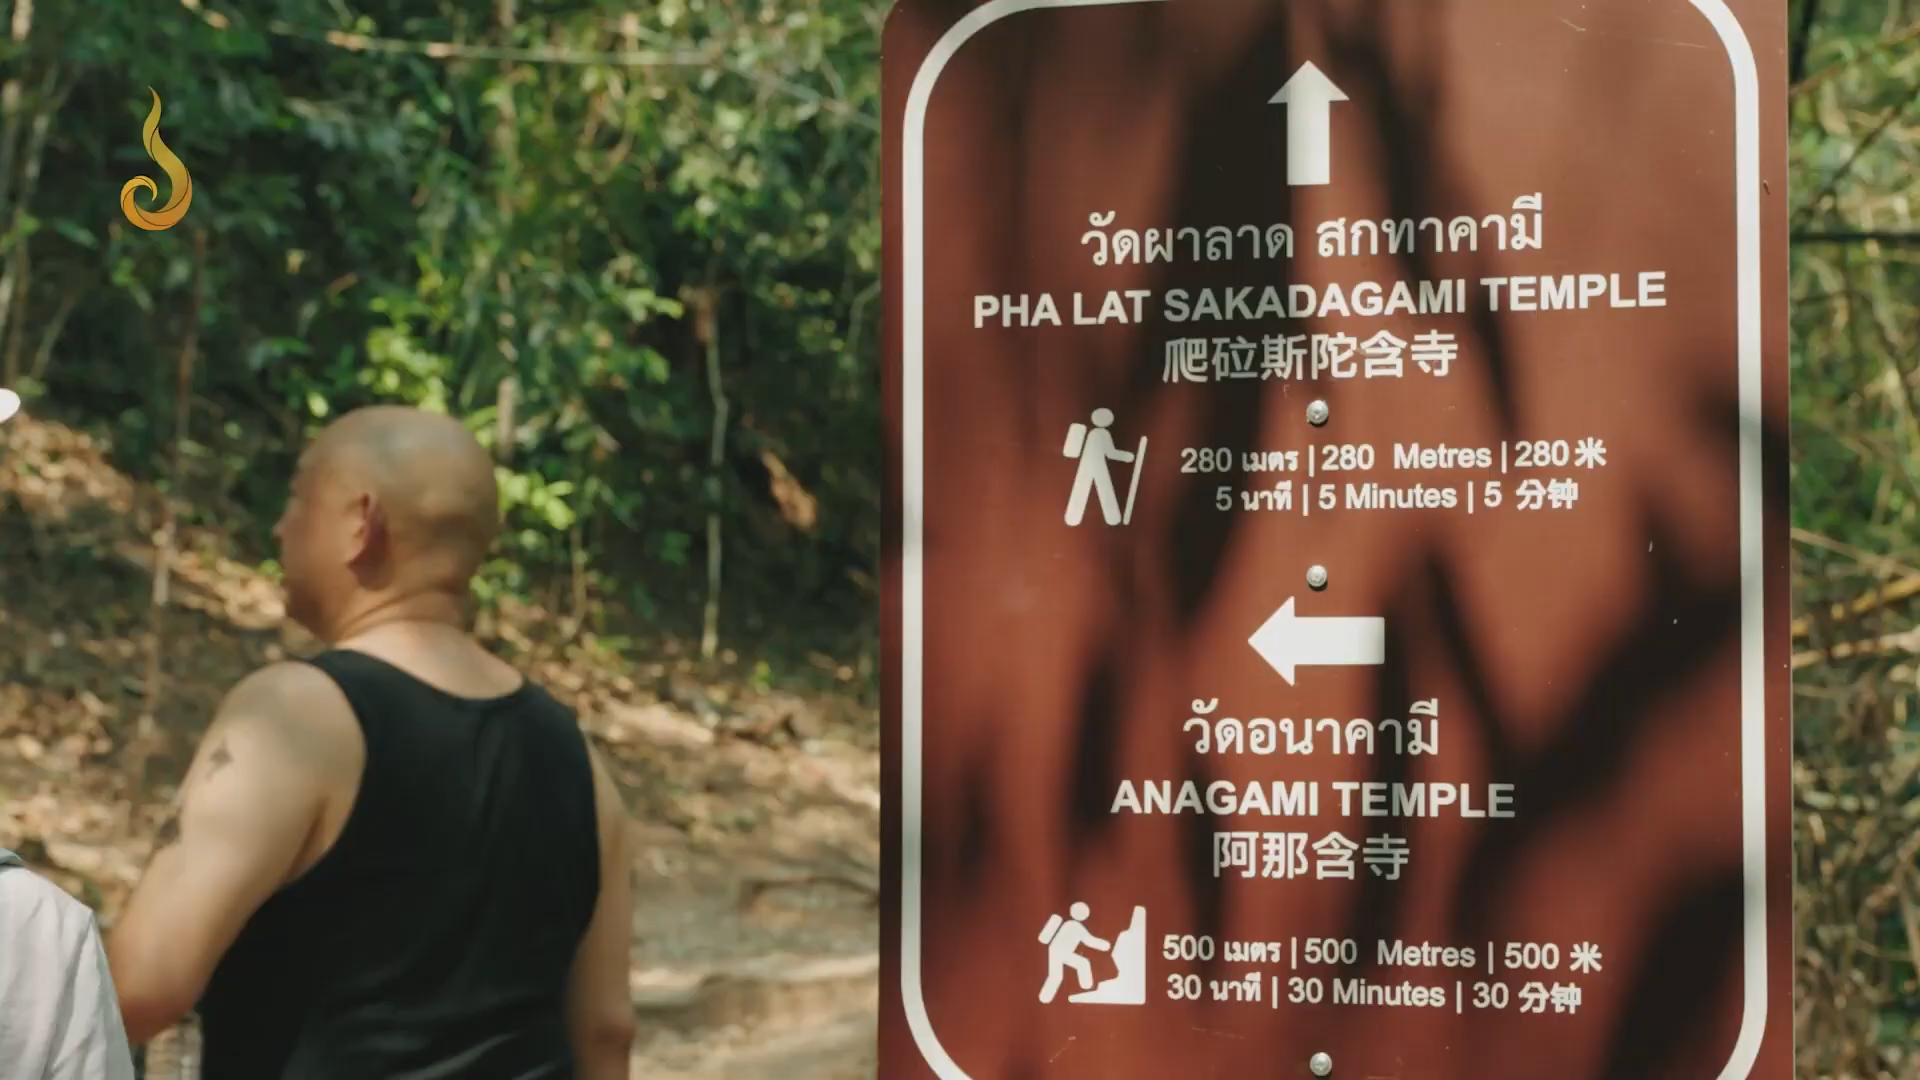 วัดผาลาด สกทาคามี
PHA LAT SAKADAGAMI TEMPLE
爬砬斯陀含寺
280 เมตร | 280 Metres | 280 米
5 นาที | 5 Minutes | 5 分钟
วัดอนาคามี
ANAGAMI TEMPLE
阿那含寺
500 เมตร | 500 Metres | 500 米
30 นาที | 30 Minutes | 30 分钟